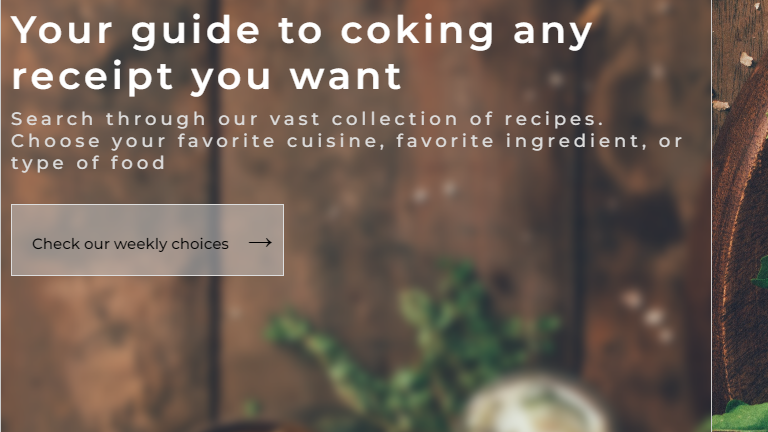 Your guide to coking any
receipt you want
Search through our vast collection of recipes.
Choose your favorite cuisine, favorite ingredient, or
type of food
Check our weekly choices →